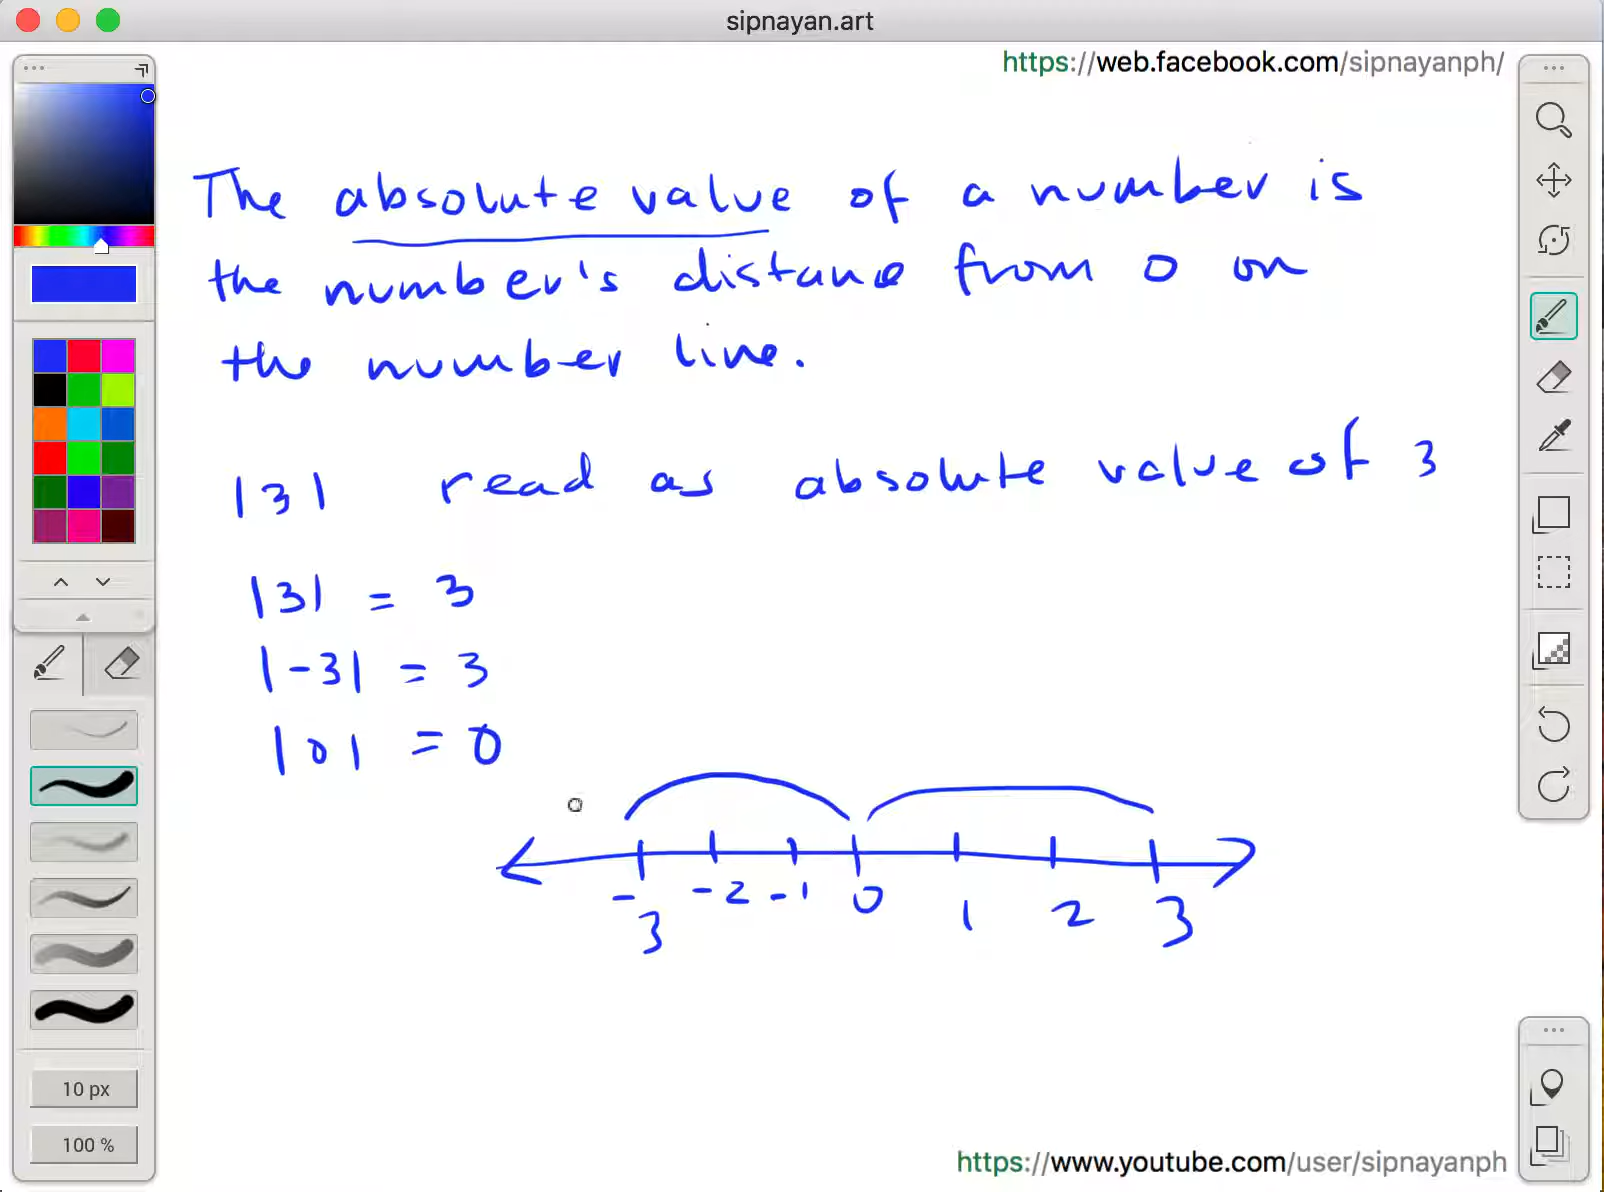 sipnayan.art
https://web.facebook.com/sipnayanph/
The absolute value of a number is
the number's distance from 0 on
the number line.
|3| read as absolute value of 3
|3| = 3
|-3| = 3
|0| = 0
-3 -2 -1 0 1 2 3
10 px
100 %
https://www.youtube.com/user/sipnayanph